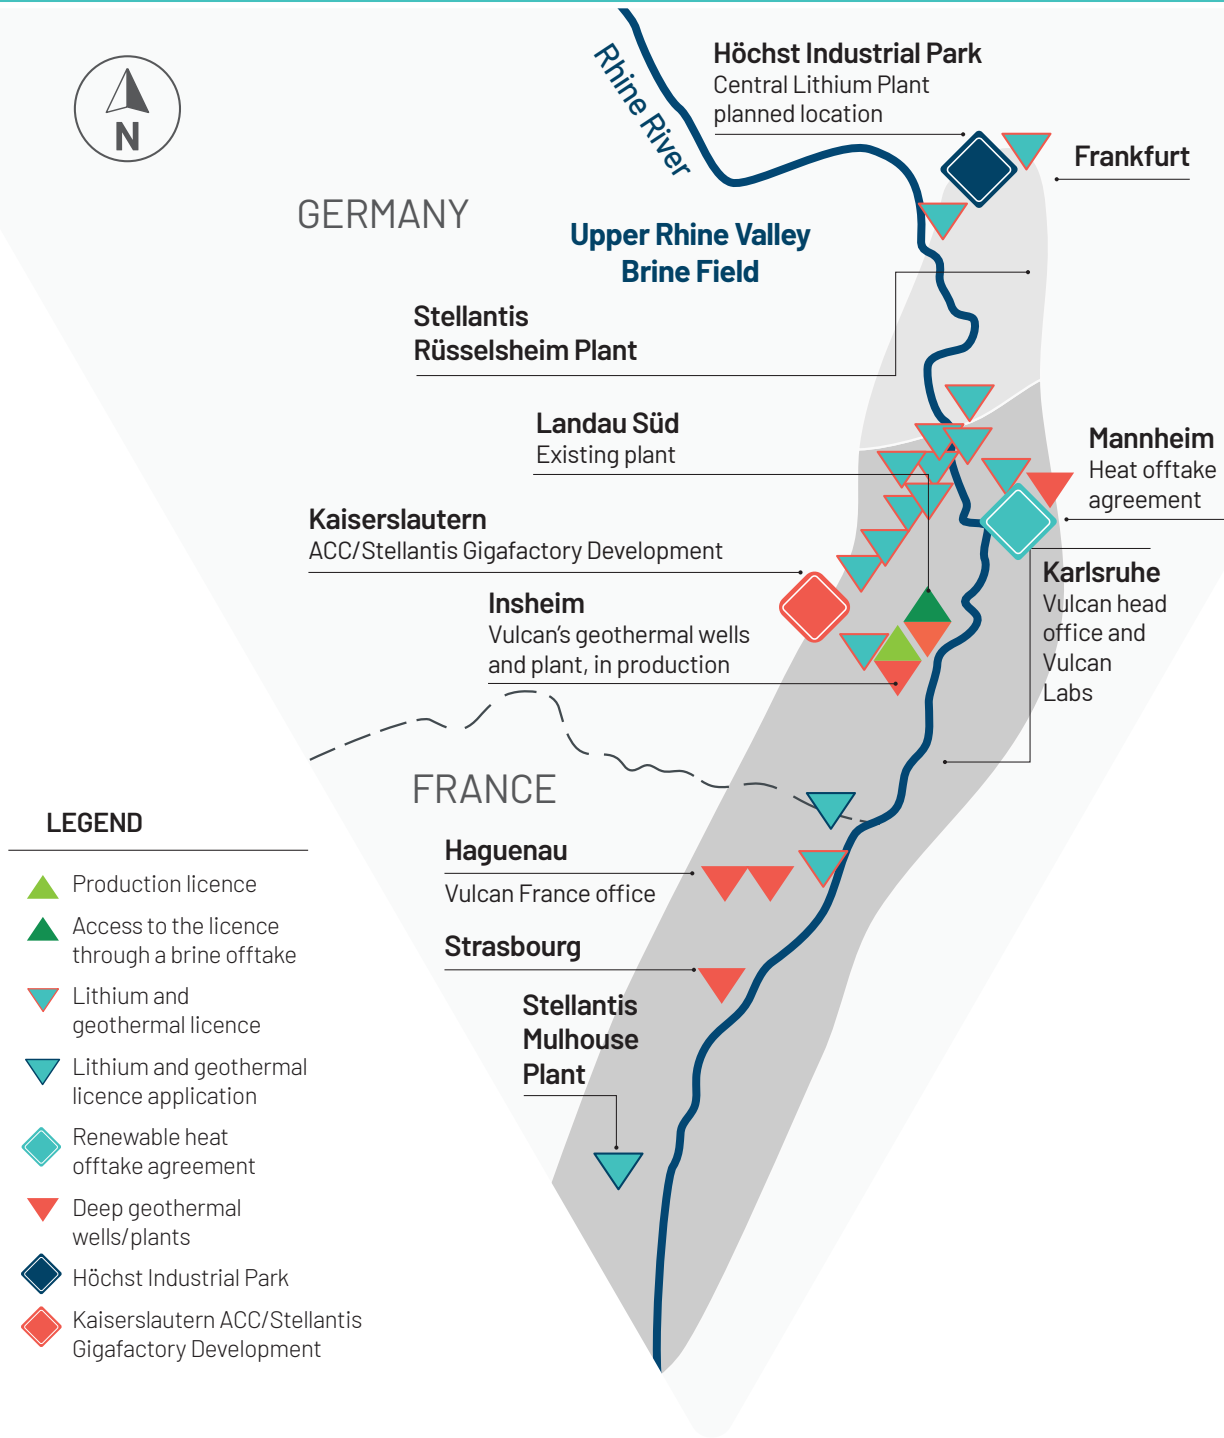 N
Rhine River
Höchst Industrial Park
Central Lithium Plant
planned location
Frankfurt
GERMANY
Upper Rhine Valley
Brine Field
Stellantis
Rüsselsheim Plant
Landau Süd
Existing plant
Mannheim
Heat offtake
agreement
Kaiserslautern
ACC/Stellantis Gigafactory Development
Karlsruhe
Vulcan head
office and
Vulcan
Labs
Insheim
Vulcan’s geothermal wells
and plant, in production
FRANCE
Haguenau
Vulcan France office
Strasbourg
Stellantis
Mulhouse
Plant
LEGEND
Production licence
Access to the licence
through a brine offtake
Lithium and
geothermal licence
Lithium and geothermal
licence application
Renewable heat
offtake agreement
Deep geothermal
wells/plants
Höchst Industrial Park
Kaiserslautern ACC/Stellantis
Gigafactory Development